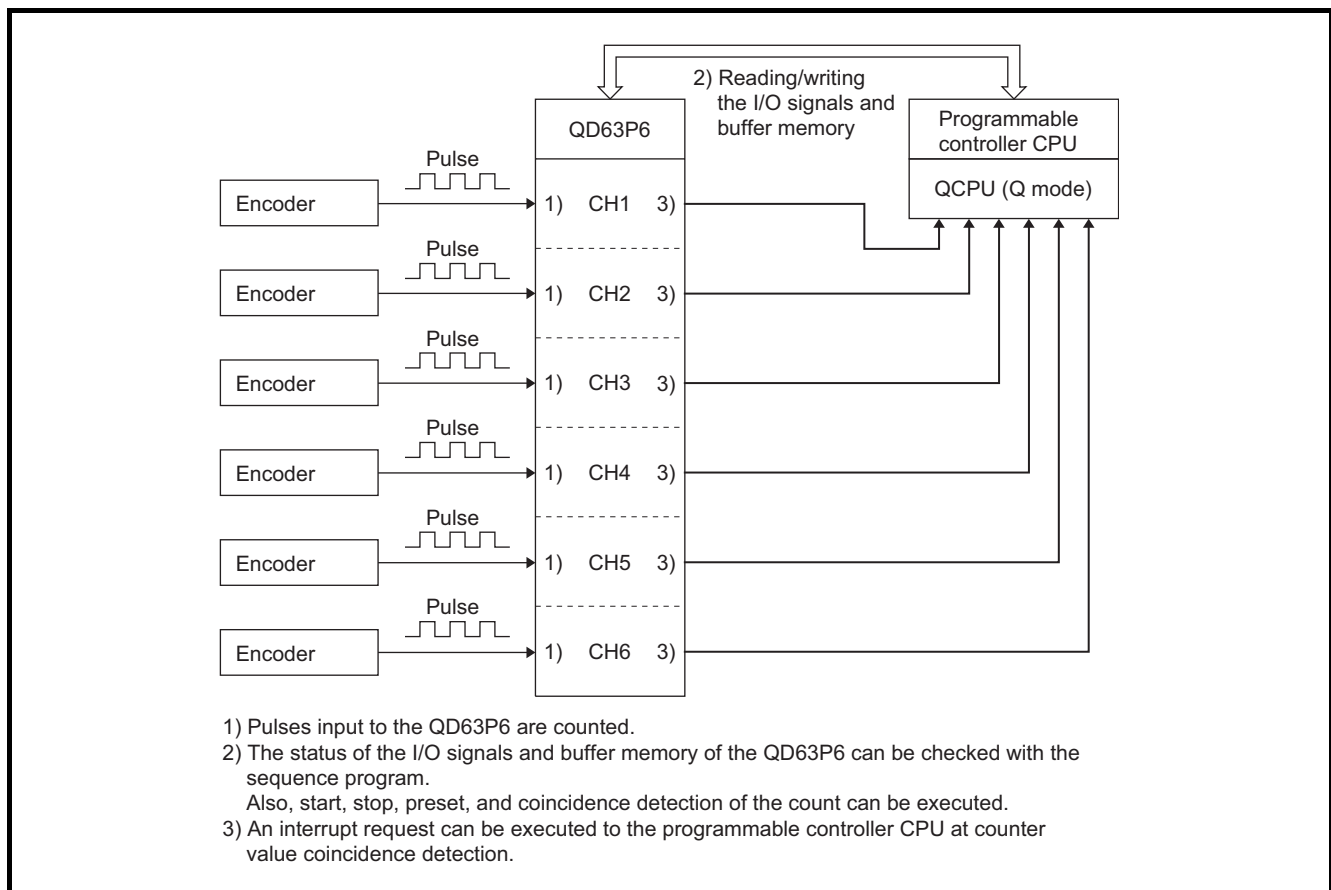 2) Reading/writing
the I/O signals and
buffer memory
QD63P6
Programmable
controller CPU
QCPU (Q mode)
Pulse
Encoder
1) CH1 3)
Pulse
Encoder
1) CH2 3)
Pulse
Encoder
1) CH3 3)
Pulse
Encoder
1) CH4 3)
Pulse
Encoder
1) CH5 3)
Pulse
Encoder
1) CH6 3)
1) Pulses input to the QD63P6 are counted.
2) The status of the I/O signals and buffer memory of the QD63P6 can be checked with the
sequence program.
Also, start, stop, preset, and coincidence detection of the count can be executed.
3) An interrupt request can be executed to the programmable controller CPU at counter
value coincidence detection.